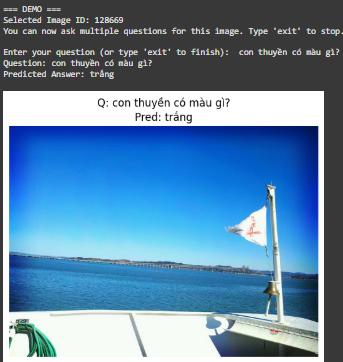 === DEMO ===
Selected Image ID: 128669
You can now ask multiple questions for this image. Type 'exit' to stop.
Enter your question (or type 'exit' to finish):  con thuyền có màu gì?
Question: con thuyền có màu gì?
Predicted Answer: trắng
Q: con thuyền có màu gì?
Pred: trắng